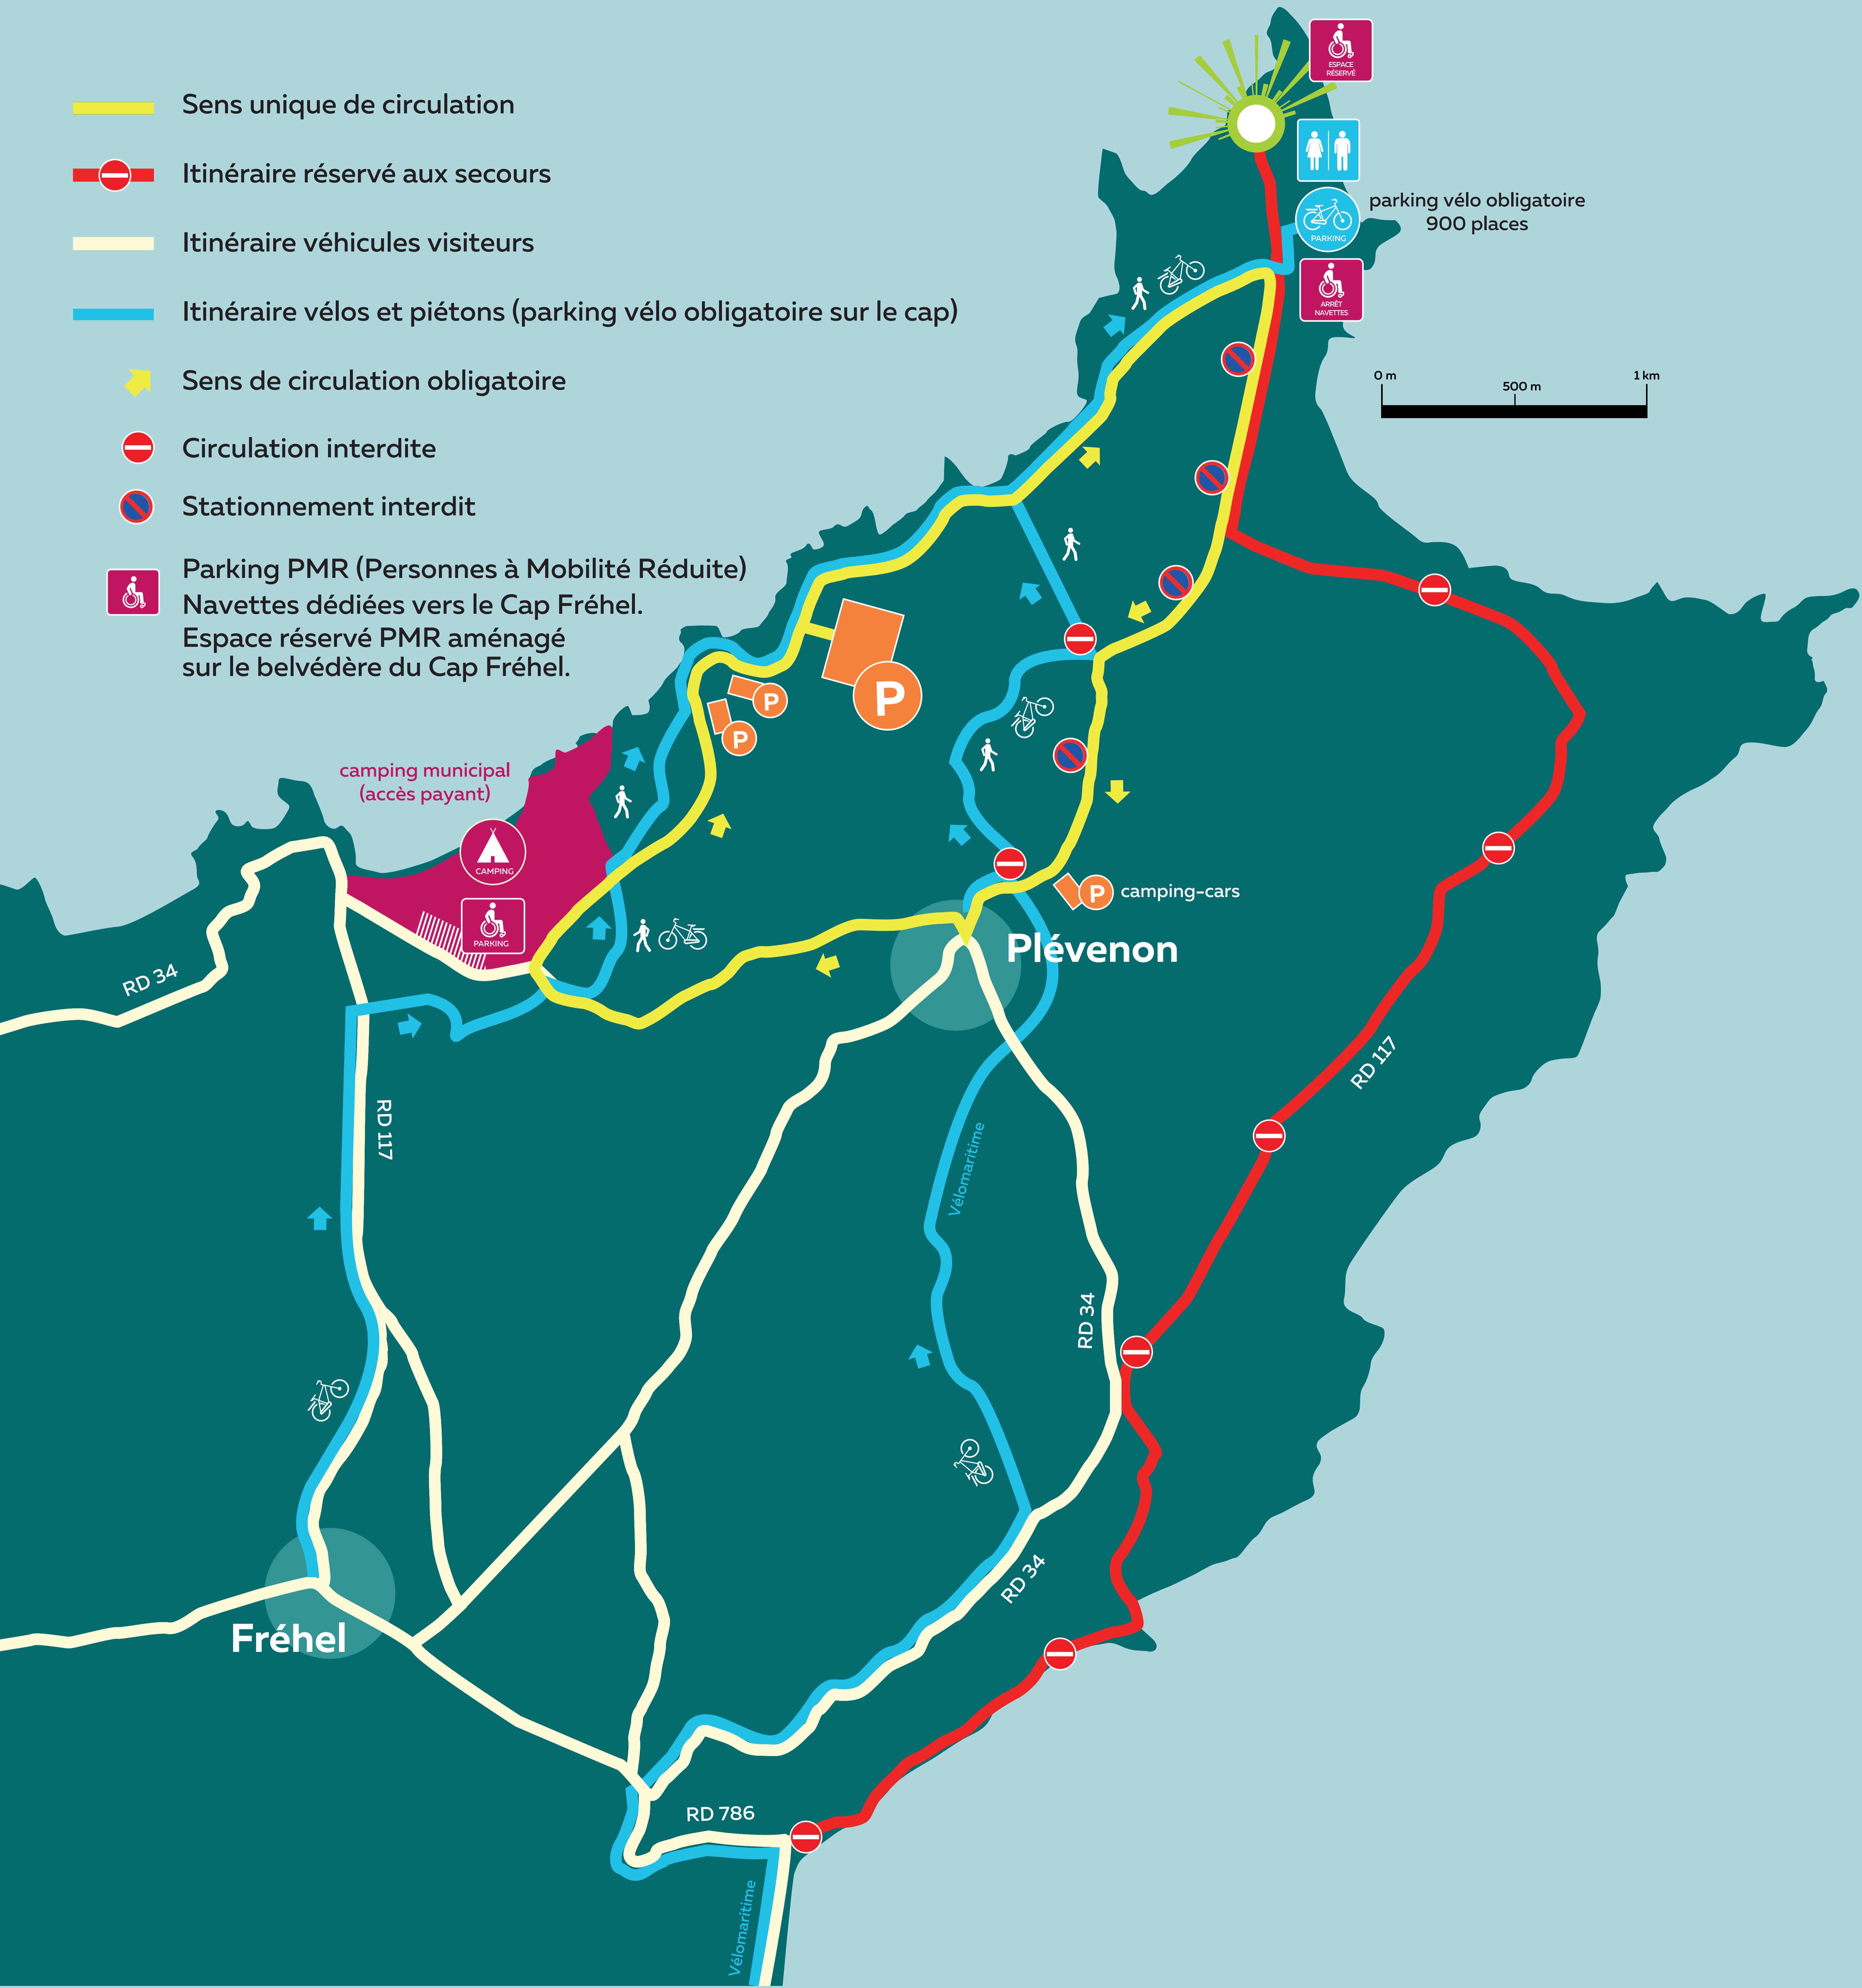 Sens unique de circulation
Itinéraire réservé aux secours
Itinéraire véhicules visiteurs
Itinéraire vélos et piétons (parking vélo obligatoire sur le cap)
Sens de circulation obligatoire
Circulation interdite
Stationnement interdit
Parking PMR (Personnes à Mobilité Réduite)
Navettes dédiées vers le Cap Fréhel.
Espace réservé PMR aménagé
sur le belvédère du Cap Fréhel.
ESPACE
RÉSERVÉ
parking vélo obligatoire
900 places
PARKING
ARRÊT
NAVETTES
0 m
500 m
1 km
P
P
P
camping municipal
(accès payant)
CAMPING
PARKING
P
camping-cars
Plévenon
RD 34
RD 117
RD 117
Vélomaritime
RD 34
RD 34
Fréhel
RD 786
Vélomaritime